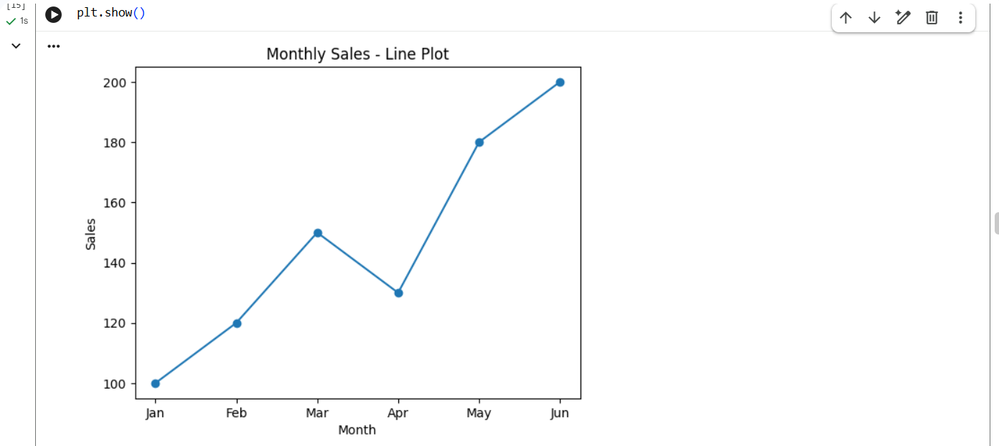 [15]
1s
plt.show()
Monthly Sales - Line Plot
200
180
160
140
120
100
Sales
Jan Feb Mar Apr May Jun
Month